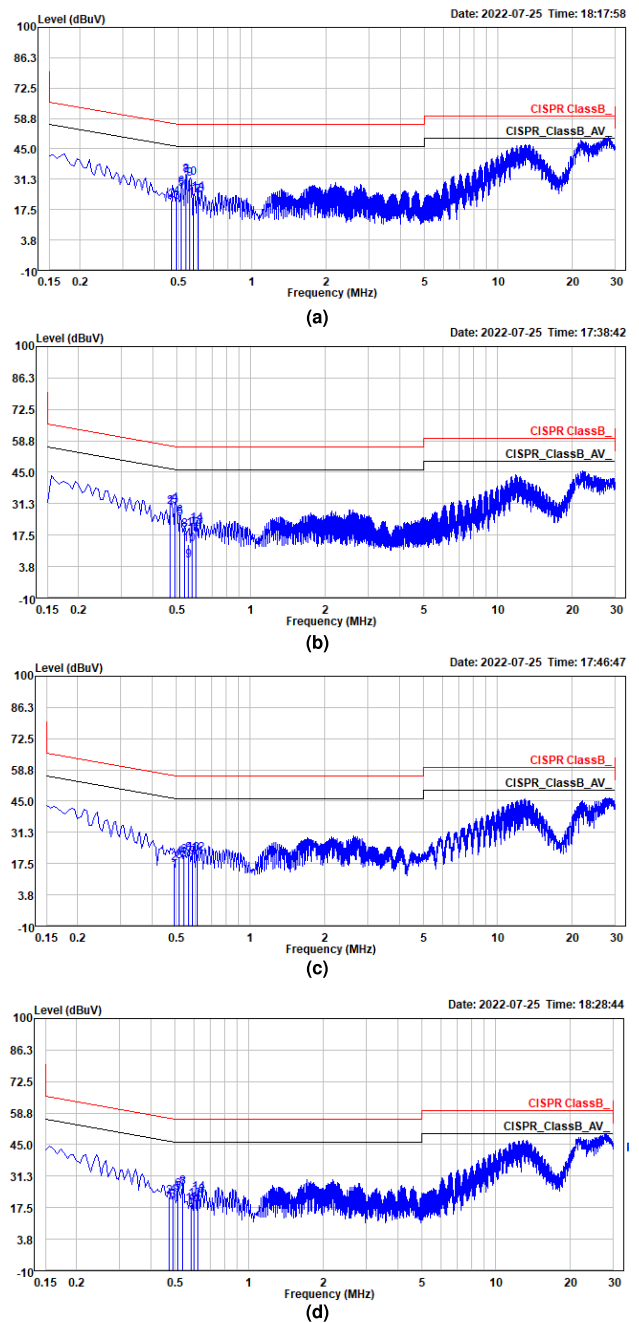 Level (dBuV) Date: 2022-07-25 Time: 18:17:58
100
86.3
72.5
58.8 CISPR ClassB_
CISPR_ClassB_AV_
45.0
31.3
17.5
3.8
-10
0.15 0.2 0.5 1 2 5 10 20 30
Frequency (MHz)
(a)
Level (dBuV) Date: 2022-07-25 Time: 17:38:42
100
86.3
72.5
58.8 CISPR ClassB_
CISPR_ClassB_AV_
45.0
31.3
17.5
3.8
-10
0.15 0.2 0.5 1 2 5 10 20 30
Frequency (MHz)
(b)
Level (dBuV) Date: 2022-07-25 Time: 17:46:47
100
86.3
72.5
58.8 CISPR ClassB_
CISPR_ClassB_AV_
45.0
31.3
17.5
3.8
-10
0.15 0.2 0.5 1 2 5 10 20 30
Frequency (MHz)
(c)
Level (dBuV) Date: 2022-07-25 Time: 18:28:44
100
86.3
72.5
58.8 CISPR ClassB_
CISPR_ClassB_AV_
45.0
31.3
17.5
3.8
-10
0.15 0.2 0.5 1 2 5 10 20 30
Frequency (MHz)
(d)